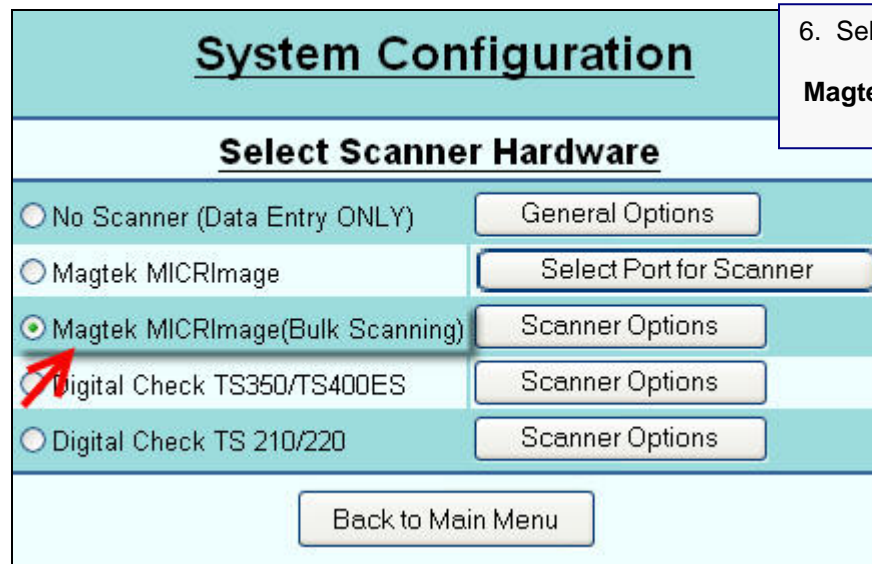 System Configuration
6. Sel
Magte
Select Scanner Hardware
No Scanner (Data Entry ONLY) General Options
Magtek MICRImage Select Port for Scanner
Magtek MICRImage(Bulk Scanning) Scanner Options
Digital Check TS350/TS400ES Scanner Options
Digital Check TS 210/220 Scanner Options
Back to Main Menu